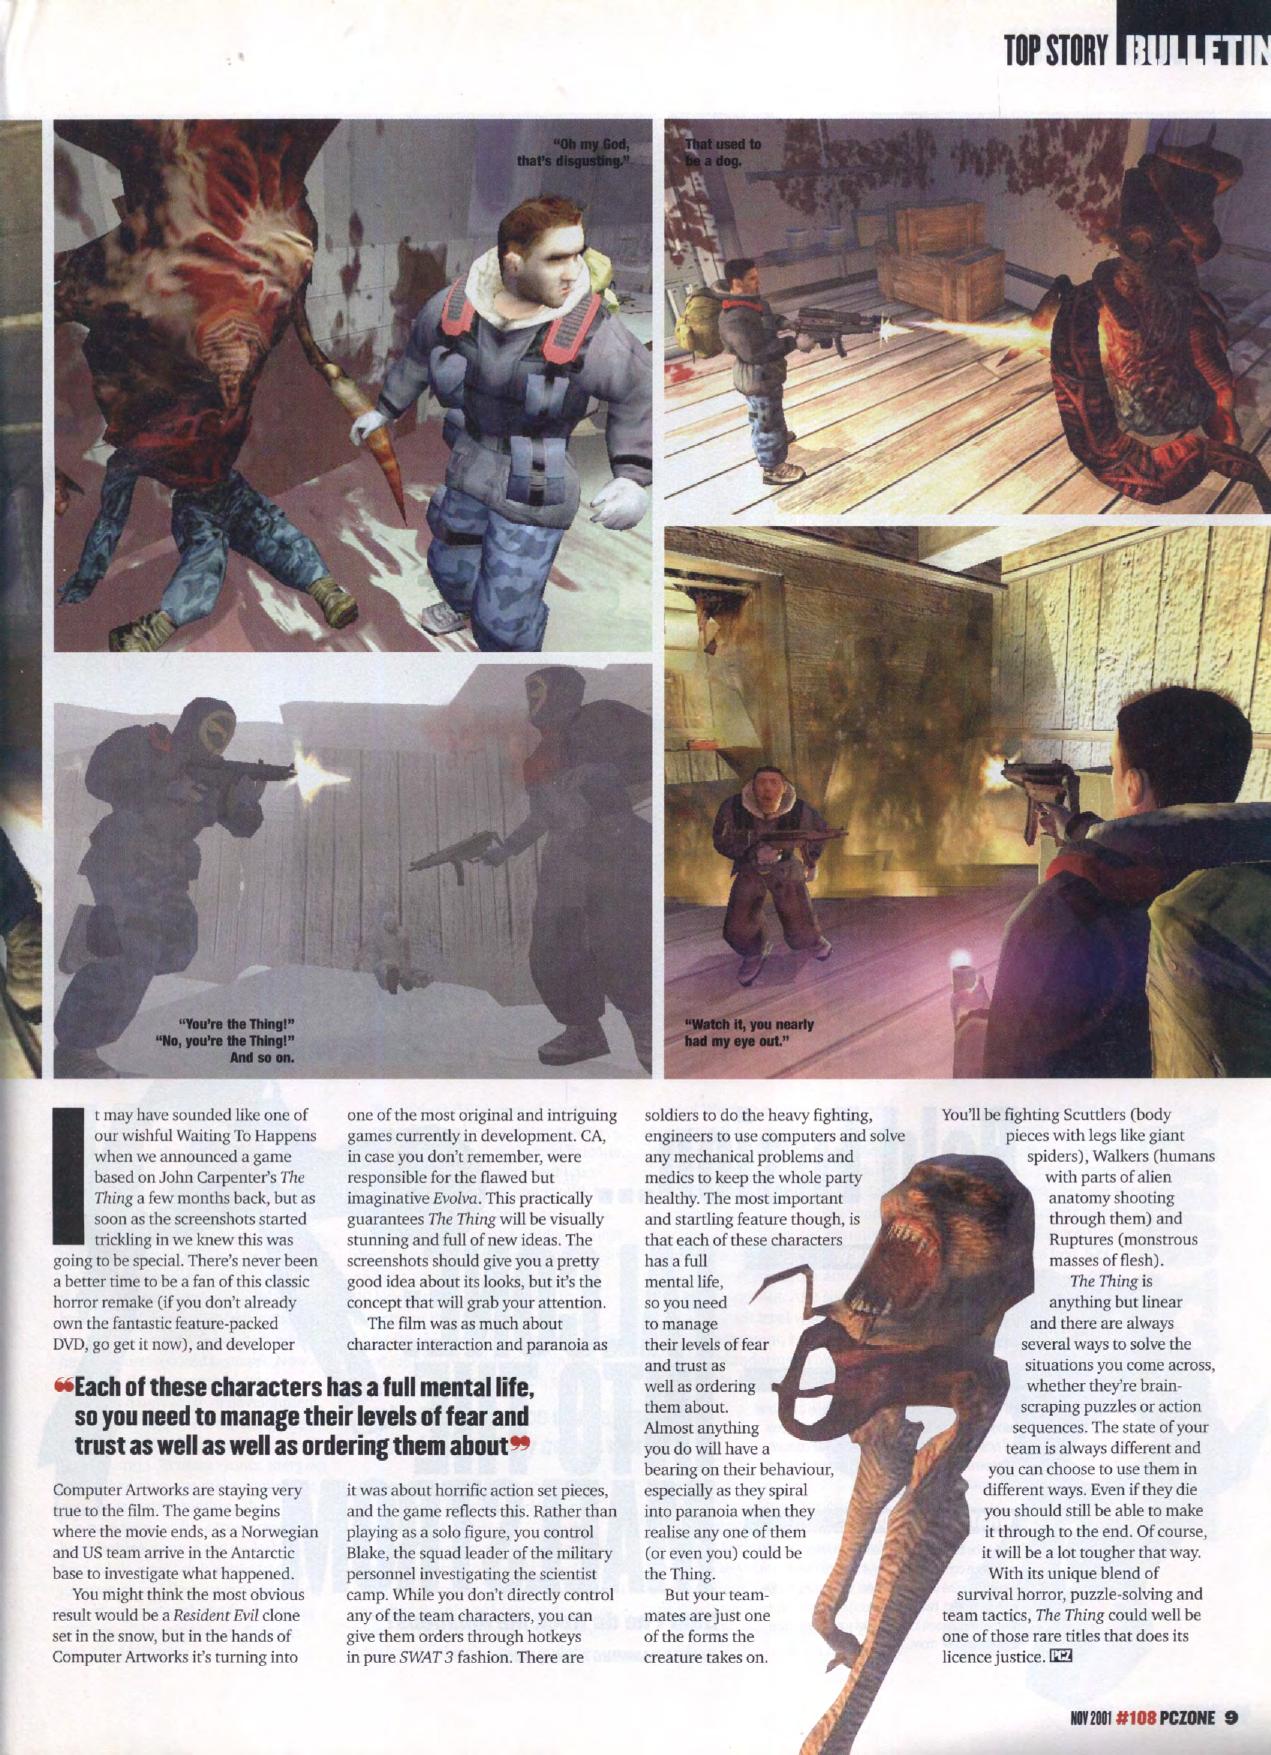 TOP STORY BULLETIN
"Oh my God,
that's disgusting."
That used to
be a dog.
"You're the Thing!"
"No, you're the Thing!"
And so on.
"Watch it, you nearly
had my eye out."
It may have sounded like one of
our wishful Waiting To Happens
when we announced a game
based on John Carpenter's The
Thing a few months back, but as
soon as the screenshots started
trickling in we knew this was
going to be special. There's never been
a better time to be a fan of this classic
horror remake (if you don't already
own the fantastic feature-packed
DVD, go get it now), and developer
“Each of these characters has a full mental life,
so you need to manage their levels of fear and
trust as well as well as ordering them about”
Computer Artworks are staying very
true to the film. The game begins
where the movie ends, as a Norwegian
and US team arrive in the Antarctic
base to investigate what happened.
You might think the most obvious
result would be a Resident Evil clone
set in the snow, but in the hands of
Computer Artworks it's turning into
one of the most original and intriguing
games currently in development. CA,
in case you don't remember, were
responsible for the flawed but
imaginative Evolva. This practically
guarantees The Thing will be visually
stunning and full of new ideas. The
screenshots should give you a pretty
good idea about its looks, but it's the
concept that will grab your attention.
The film was as much about
character interaction and paranoia as
it was about horrific action set pieces,
and the game reflects this. Rather than
playing as a solo figure, you control
Blake, the squad leader of the military
personnel investigating the scientist
camp. While you don't directly control
any of the team characters, you can
give them orders through hotkeys
in pure SWAT 3 fashion. There are
soldiers to do the heavy fighting,
engineers to use computers and solve
any mechanical problems and
medics to keep the whole party
healthy. The most important
and startling feature though, is
that each of these characters
has a full
mental life,
so you need
to manage
their levels of fear
and trust as
well as ordering
them about.
Almost anything
you do will have a
bearing on their behaviour,
especially as they spiral
into paranoia when they
realise any one of them
(or even you) could be
the Thing.
But your team-
mates are just one
of the forms the
creature takes on.
You'll be fighting Scuttlers (body
pieces with legs like giant
spiders), Walkers (humans
with parts of alien
anatomy shooting
through them) and
Ruptures (monstrous
masses of flesh).
The Thing is
anything but linear
and there are always
several ways to solve the
situations you come across,
whether they're brain-
scraping puzzles or action
sequences. The state of your
team is always different and
you can choose to use them in
different ways. Even if they die
you should still be able to make
it through to the end. Of course,
it will be a lot tougher that way.
With its unique blend of
survival horror, puzzle-solving and
team tactics, The Thing could well be
one of those rare titles that does its
licence justice. PCZ
NOV 2001 #108 PCZONE 9